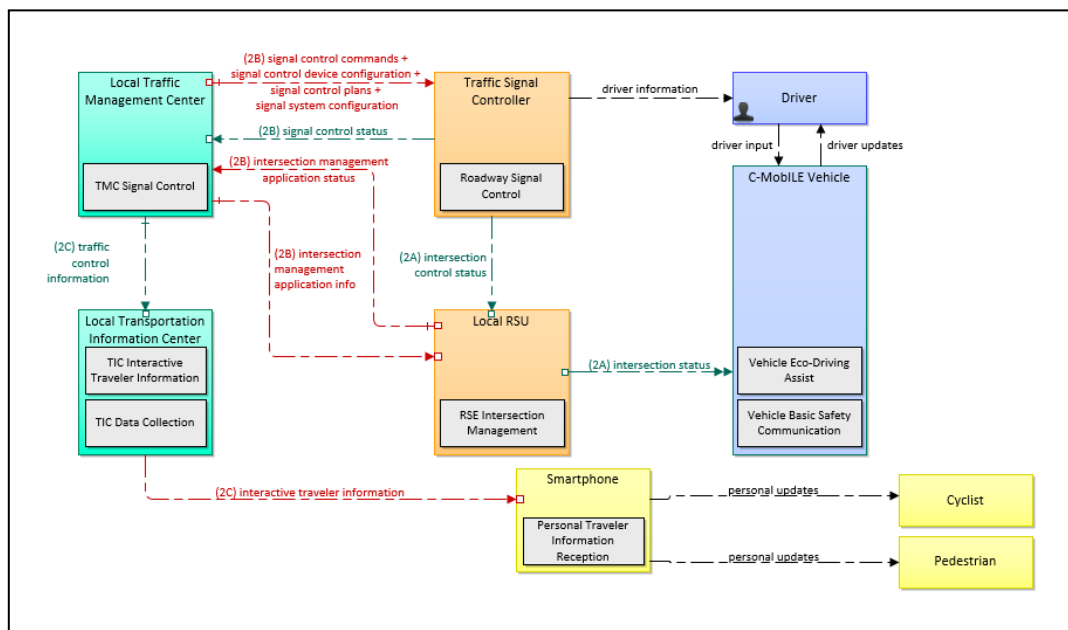 Local Traffic
Management Center
TMC Signal Control
(2B) signal control commands +
signal control device configuration +
signal control plans +
signal system configuration
(2B) signal control status
(2B) intersection management
application status
Traffic Signal
Controller
Roadway Signal
Control
driver information
Driver
driver input
driver updates
C-MobILE Vehicle
(2C) traffic
control
information
(2B) intersection
management
application info
(2A) intersection
control status
Local Transportation
Information Center
TIC Interactive
Traveler Information
TIC Data Collection
Local RSU
RSE Intersection
Management
(2A) intersection status
Vehicle Eco-Driving
Assist
Vehicle Basic Safety
Communication
(2C) interactive traveler information
Smartphone
Personal Traveler
Information
Reception
personal updates
Cyclist
personal updates
Pedestrian